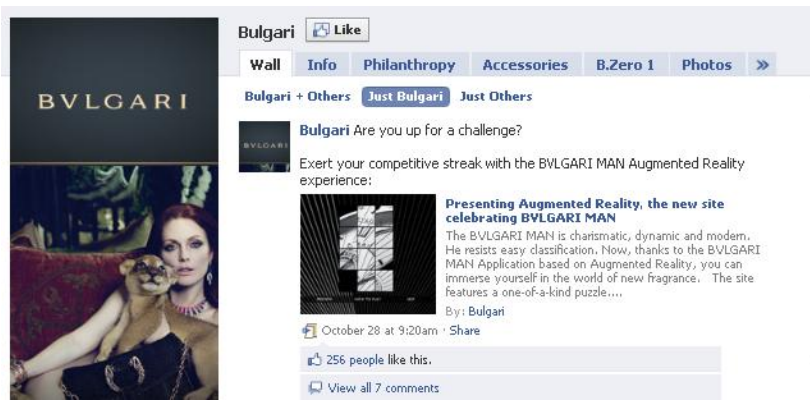 BVLGARI
Bulgari Like
Wall Info Philanthropy Accessories B.Zero 1 Photos »
Bulgari + Others Just Bulgari Just Others
BVLGARI
Bulgari Are you up for a challenge?
Exert your competitive streak with the BVLGARI MAN Augmented Reality
experience:
Presenting Augmented Reality, the new site
celebrating BVLGARI MAN
The BVLGARI MAN is charismatic, dynamic and modern.
He resists easy classification. Now, thanks to the BVLGARI
MAN Application based on Augmented Reality, you can
immerse yourself in the world of new fragrance. The site
features a one-of-a-kind puzzle....
By: Bulgari
October 28 at 9:20am · Share
256 people like this.
View all 7 comments